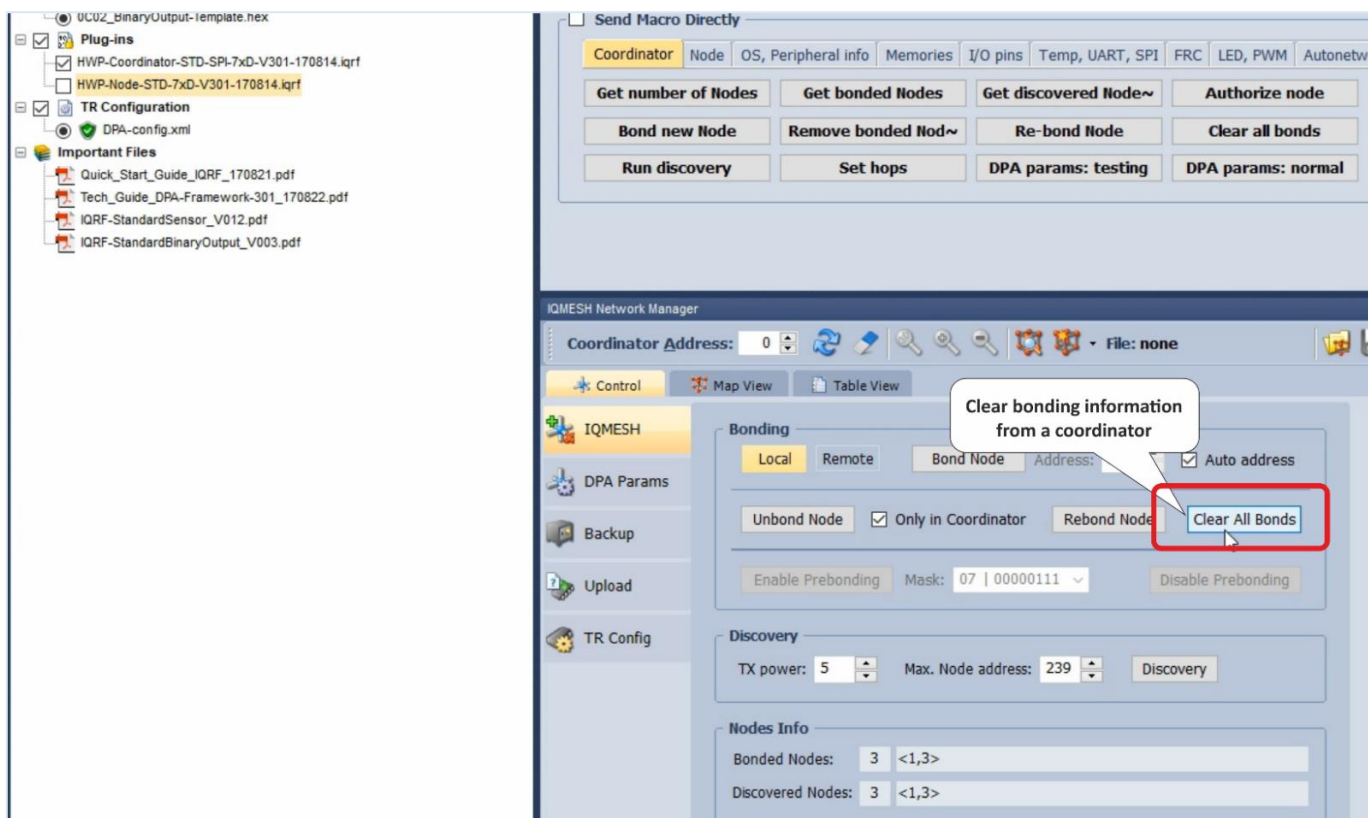 0C02_BinaryOutput-Template.hex
Plug-ins
HWP-Coordinator-STD-SPI-7xD-V301-170814.iqrf
HWP-Node-STD-7xD-V301-170814.iqrf
TR Configuration
DPA-config.xml
Important Files
Quick_Start_Guide_IQRF_170821.pdf
Tech_Guide_DPA-Framework-301_170822.pdf
IQRF-StandardSensor_V012.pdf
IQRF-StandardBinaryOutput_V003.pdf
Send Macro Directly
Coordinator Node OS, Peripheral info Memories I/O pins Temp, UART, SPI FRC LED, PWM Autonetw
Get number of Nodes Get bonded Nodes Get discovered Node~ Authorize node
Bond new Node Remove bonded Nod~ Re-bond Node Clear all bonds
Run discovery Set hops DPA params: testing DPA params: normal
IQMESH Network Manager
Coordinator Address: 0 File: none
Control Map View Table View
Clear bonding information
from a coordinator
IQMESH
DPA Params
Backup
Upload
TR Config
Bonding
Local Remote Bond Node Address: Auto address
Unbond Node Only in Coordinator Rebond Node Clear All Bonds
Enable Prebonding Mask: 07 | 00000111 Disable Prebonding
Discovery
TX power: 5 Max. Node address: 239 Discovery
Nodes Info
Bonded Nodes: 3 <1,3>
Discovered Nodes: 3 <1,3>